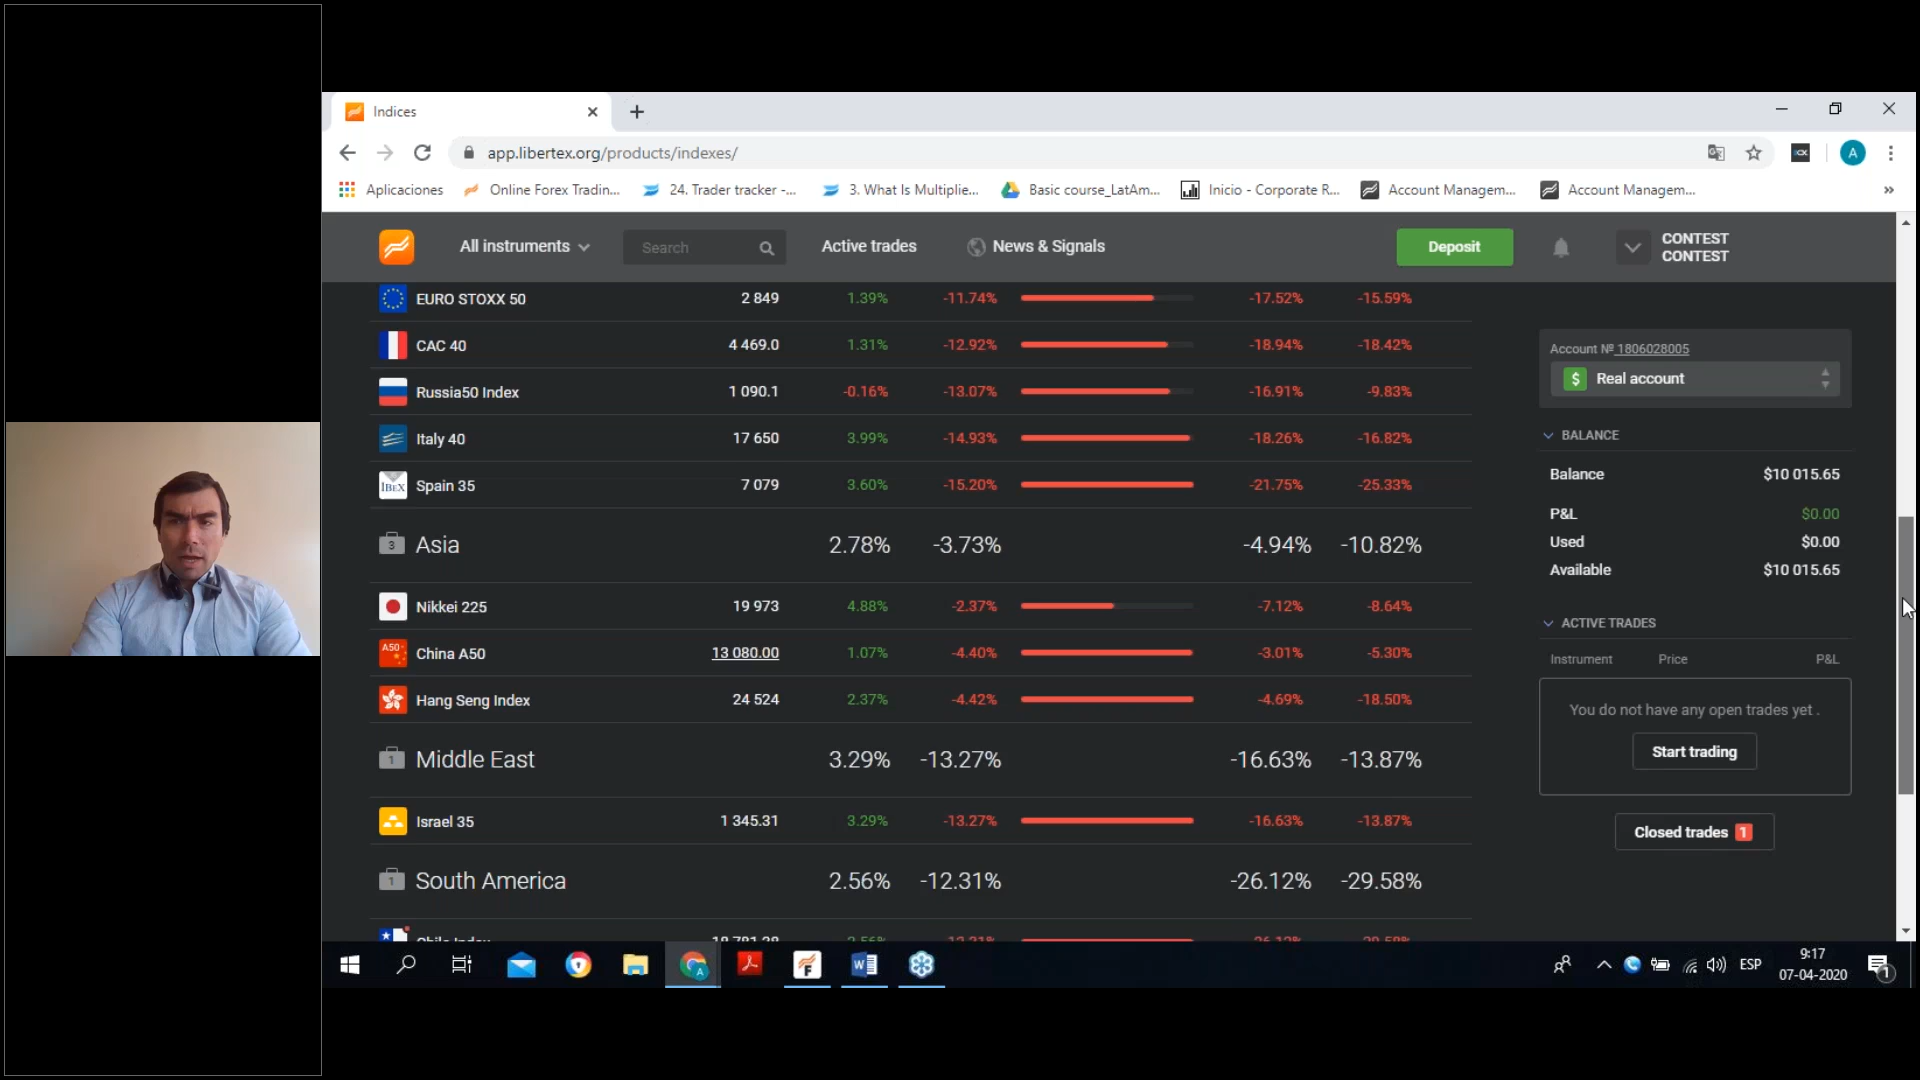 Indices
app.libertex.org/products/indexes/
A
Aplicaciones
Online Forex Tradin...
24. Trader tracker -...
3. What Is Multiplie...
Basic course_LatAm...
Inicio - Corporate R...
Account Managem...
Account Managem...
»
All instruments
Search
Active trades
News & Signals
Deposit
CONTEST
CONTEST
EURO STOXX 50 2 849 1.39% -11.74% -17.52% -15.59%
CAC 40 4 469.0 1.31% -12.92% -18.94% -18.42%
Russia50 Index 1 090.1 -0.16% -13.07% -16.91% -9.83%
Italy 40 17 650 3.99% -14.93% -18.26% -16.82%
IBEX Spain 35 7 079 3.60% -15.20% -21.75% -25.33%
3 Asia 2.78% -3.73% -4.94% -10.82%
Nikkei 225 19 973 4.88% -2.37% -7.12% -8.64%
A50 China A50 13 080.00 1.07% -4.40% -3.01% -5.30%
Hang Seng Index 24 524 2.37% -4.42% -4.69% -18.50%
1 Middle East 3.29% -13.27% -16.63% -13.87%
Israel 35 1 345.31 3.29% -13.27% -16.63% -13.87%
1 South America 2.56% -12.31% -26.12% -29.58%
Account № 1806028005
$ Real account
BALANCE
Balance $10 015.65
P&L $0.00
Used $0.00
Available $10 015.65
ACTIVE TRADES
Instrument Price P&L
You do not have any open trades yet .
Start trading
Closed trades 1
ESP
9:17
07-04-2020
1